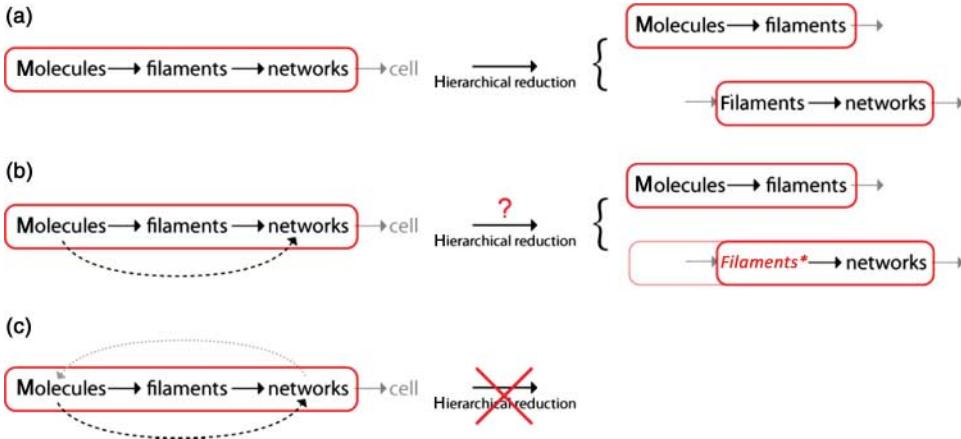 (a)
Molecules filaments networks cell
Hierarchical reduction
{
Molecules filaments
Filaments networks
(b)
Molecules filaments networks cell
?
Hierarchical reduction
{
Molecules filaments
Filaments* networks
(c)
Molecules filaments networks cell
Hierarchical reduction